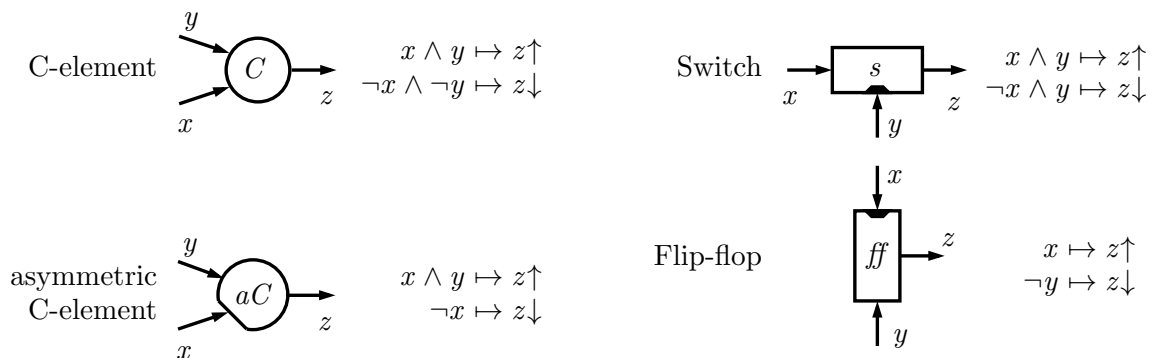 y
C-element
C
x ∧ y ↦ z↑
¬x ∧ ¬y ↦ z↓
z
x
Switch
s
x ∧ y ↦ z↑
¬x ∧ y ↦ z↓
x
z
y
y
asymmetric
C-element
aC
x ∧ y ↦ z↑
¬x ↦ z↓
z
x
x
Flip-flop
ff
z
x ↦ z↑
¬y ↦ z↓
y